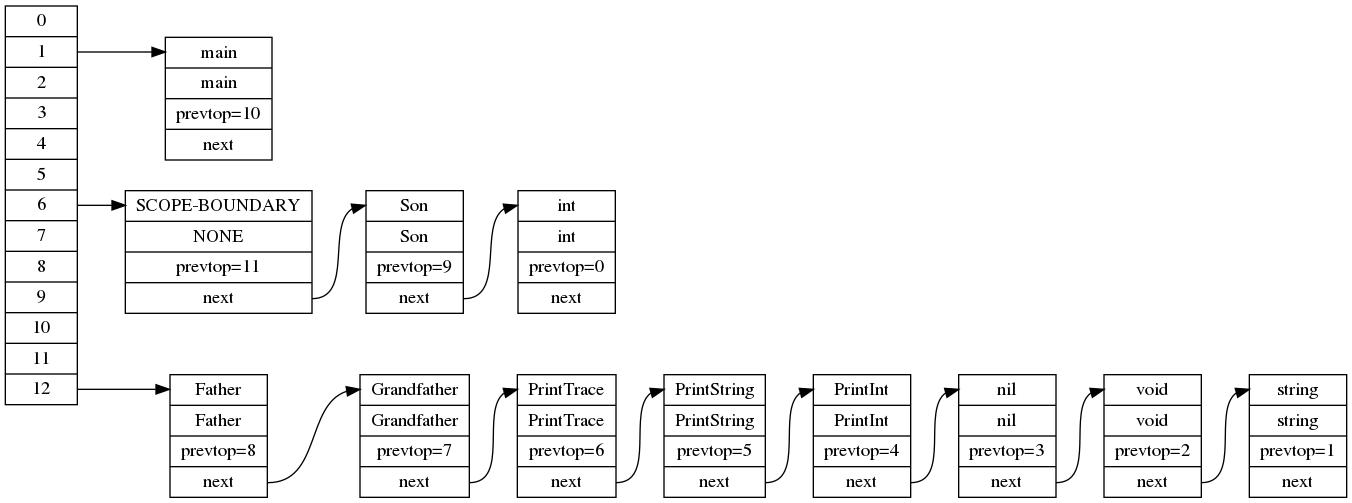 0
1
2
3
4
5
6
7
8
9
10
11
12
main
main
prevtop=10
next
SCOPE-BOUNDARY
NONE
prevtop=11
next
Son
Son
prevtop=9
next
int
int
prevtop=0
next
Father
Father
prevtop=8
next
Grandfather
Grandfather
prevtop=7
next
PrintTrace
PrintTrace
prevtop=6
next
PrintString
PrintString
prevtop=5
next
PrintInt
PrintInt
prevtop=4
next
nil
nil
prevtop=3
next
void
void
prevtop=2
next
string
string
prevtop=1
next